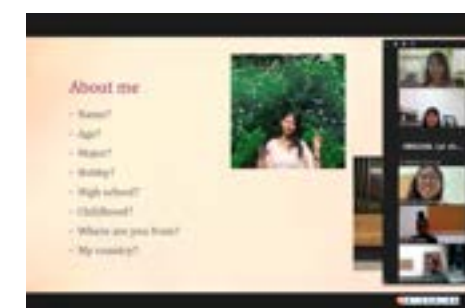 About me
- Name?
- Age?
- Major?
- Hobby?
- High school?
- Childhood?
- Where are you from?
- My country?